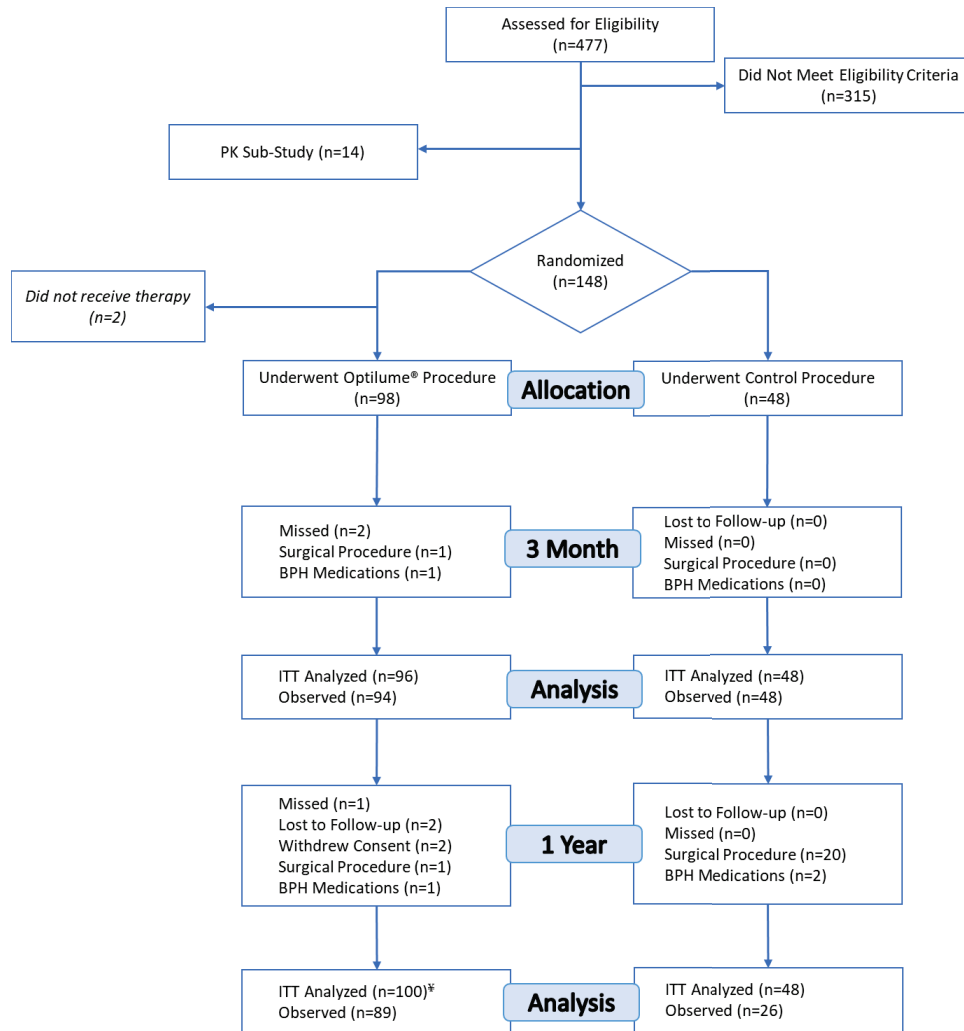 Assessed for Eligibility
(n=477)
Did Not Meet Eligibility Criteria
(n=315)
PK Sub-Study (n=14)
Randomized
(n=148)
Did not receive therapy
(n=2)
Underwent Optilume® Procedure
(n=98)
Allocation
Underwent Control Procedure
(n=48)
Missed (n=2)
Surgical Procedure (n=1)
BPH Medications (n=1)
3 Month
Lost to Follow-up (n=0)
Missed (n=0)
Surgical Procedure (n=0)
BPH Medications (n=0)
ITT Analyzed (n=96)
Observed (n=94)
Analysis
ITT Analyzed (n=48)
Observed (n=48)
Missed (n=1)
Lost to Follow-up (n=2)
Withdrew Consent (n=2)
Surgical Procedure (n=1)
BPH Medications (n=1)
1 Year
Lost to Follow-up (n=0)
Missed (n=0)
Surgical Procedure (n=20)
BPH Medications (n=2)
ITT Analyzed (n=100)¥
Observed (n=89)
Analysis
ITT Analyzed (n=48)
Observed (n=26)